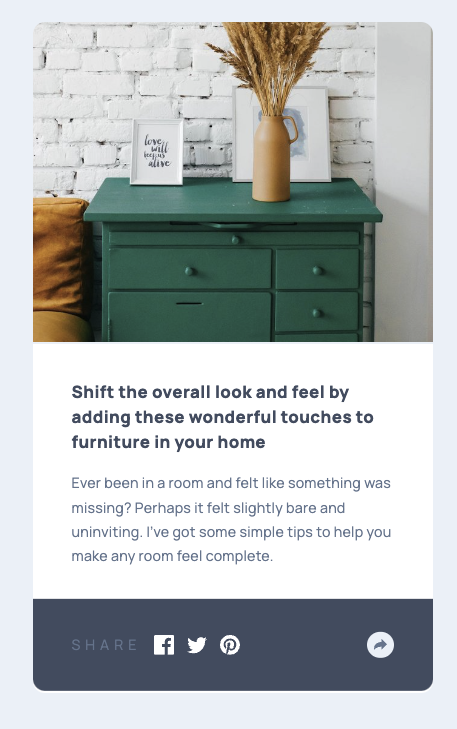 love
will
keep us
alive
Shift the overall look and feel by
adding these wonderful touches to
furniture in your home
Ever been in a room and felt like something was
missing? Perhaps it felt slightly bare and
uninviting. I've got some simple tips to help you
make any room feel complete.
SHARE